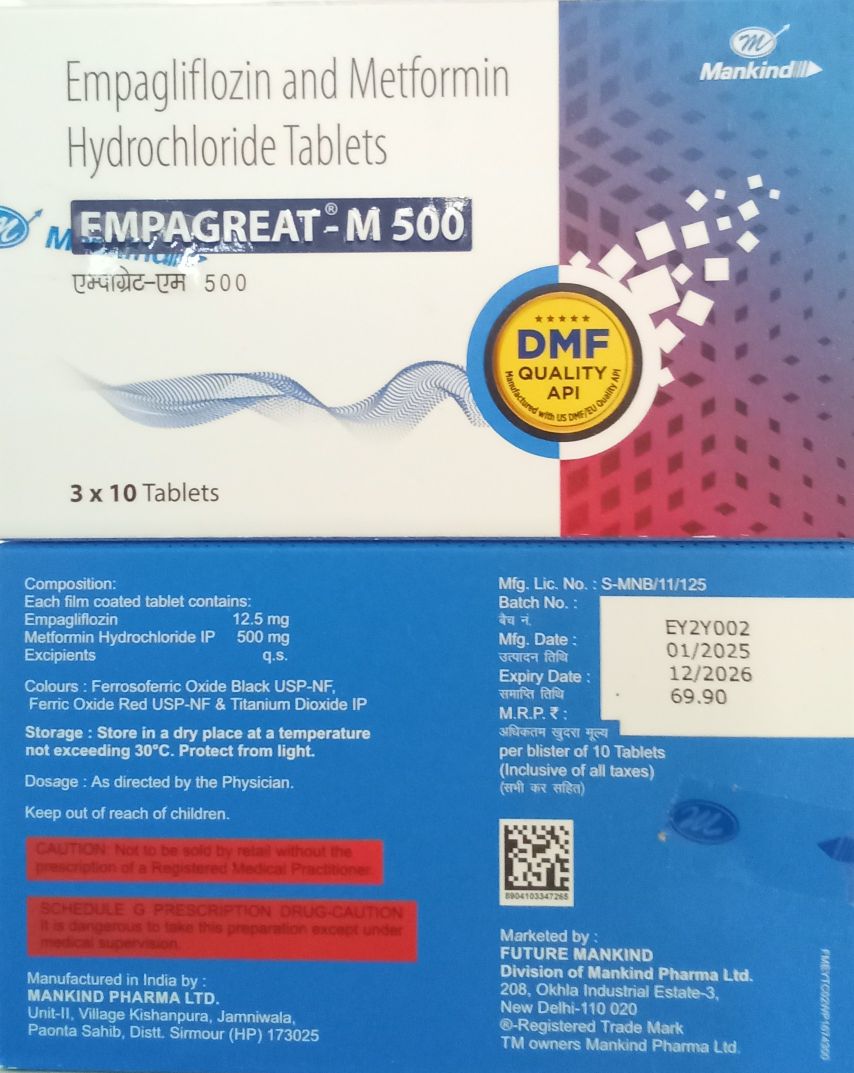 Mankind
Empagliflozin and Metformin
Hydrochloride Tablets
EMPAGREAT®-M 500
एम्पाग्रेट-एम 500
DMF
QUALITY
API
Manufactured with US DMF/EU Quality API
3 x 10 Tablets
Composition:
Each film coated tablet contains:
Empagliflozin 12.5 mg
Metformin Hydrochloride IP 500 mg
Excipients q.s.
Colours : Ferrosoferric Oxide Black USP-NF,
Ferric Oxide Red USP-NF & Titanium Dioxide IP
Storage : Store in a dry place at a temperature
not exceeding 30°C. Protect from light.
Dosage : As directed by the Physician.
Keep out of reach of children.
CAUTION: Not to be sold by retail without the
prescription of a Registered Medical Practitioner.
SCHEDULE G PRESCRIPTION DRUG-CAUTION
It is dangerous to take this preparation except under
medical supervision.
Manufactured in India by :
MANKIND PHARMA LTD.
Unit-II, Village Kishanpura, Jamniwala,
Paonta Sahib, Distt. Sirmour (HP) 173025
Mfg. Lic. No. : S-MNB/11/125
Batch No. :
बैच नं.
EY2Y002
Mfg. Date :
उत्पादन तिथि
01/2025
Expiry Date :
समाप्ति तिथि
12/2026
M.R.P. ₹ :
69.90
अधिकतम खुदरा मूल्य
per blister of 10 Tablets
(Inclusive of all taxes)
(सभी कर सहित)
8904103347265
Marketed by :
FUTURE MANKIND
Division of Mankind Pharma Ltd.
208, Okhla Industrial Estate-3,
New Delhi-110 020
®-Registered Trade Mark
TM owners Mankind Pharma Ltd.